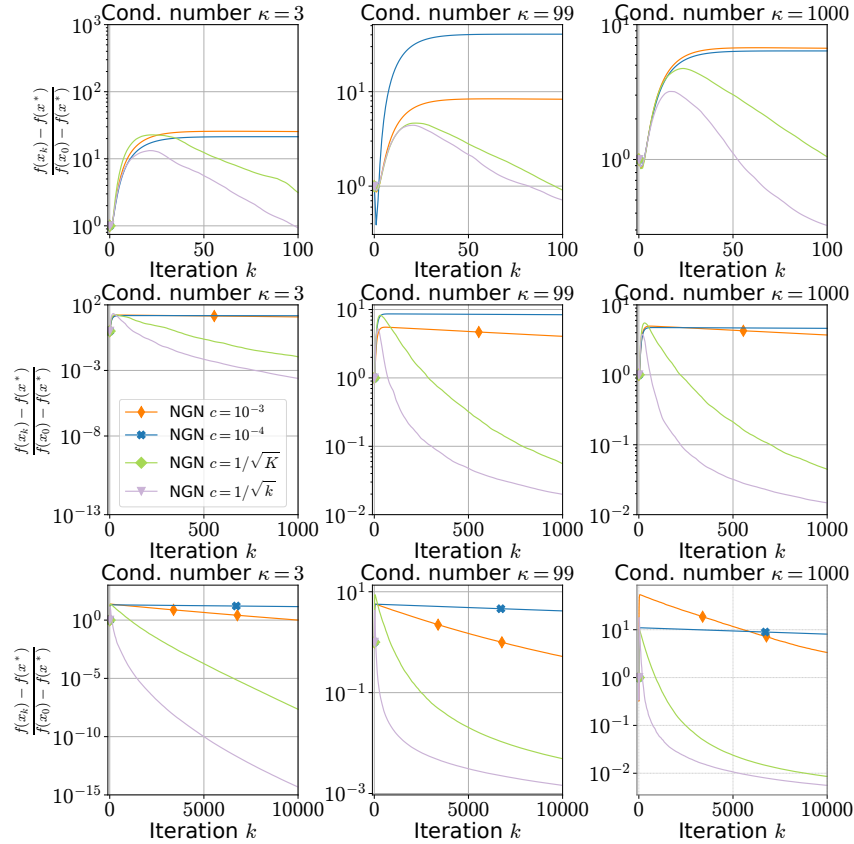 Cond. number κ = 3
Cond. number κ = 99
Cond. number κ = 1000
f(x_k) − f(x*)
f(x_0) − f(x*)
10^3
10^2
10^1
10^0
10^1
10^0
10^1
10^0
0 50 100
0 50 100
0 50 100
Iteration k
Iteration k
Iteration k
Cond. number κ = 3
Cond. number κ = 99
Cond. number κ = 1000
f(x_k) − f(x*)
f(x_0) − f(x*)
10^2
10^-3
10^-8
10^-13
NGN c = 10^-3
NGN c = 10^-4
NGN c = 1/√K
NGN c = 1/√k
10^0
10^-1
10^-2
10^0
10^-1
10^-2
0 500 1000
0 500 1000
0 500 1000
Iteration k
Iteration k
Iteration k
Cond. number κ = 3
Cond. number κ = 99
Cond. number κ = 1000
f(x_k) − f(x*)
f(x_0) − f(x*)
10^0
10^-5
10^-10
10^-15
10^1
10^-1
10^-3
10^1
10^0
10^-1
10^-2
0 5000 10000
0 5000 10000
0 5000 10000
Iteration k
Iteration k
Iteration k